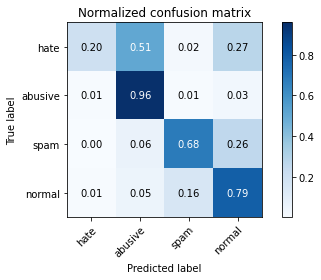 Normalized confusion matrix
True label
hate 0.20 0.51 0.02 0.27
abusive 0.01 0.96 0.01 0.03
spam 0.00 0.06 0.68 0.26
normal 0.01 0.05 0.16 0.79
hate abusive spam normal
Predicted label
0.8
0.6
0.4
0.2